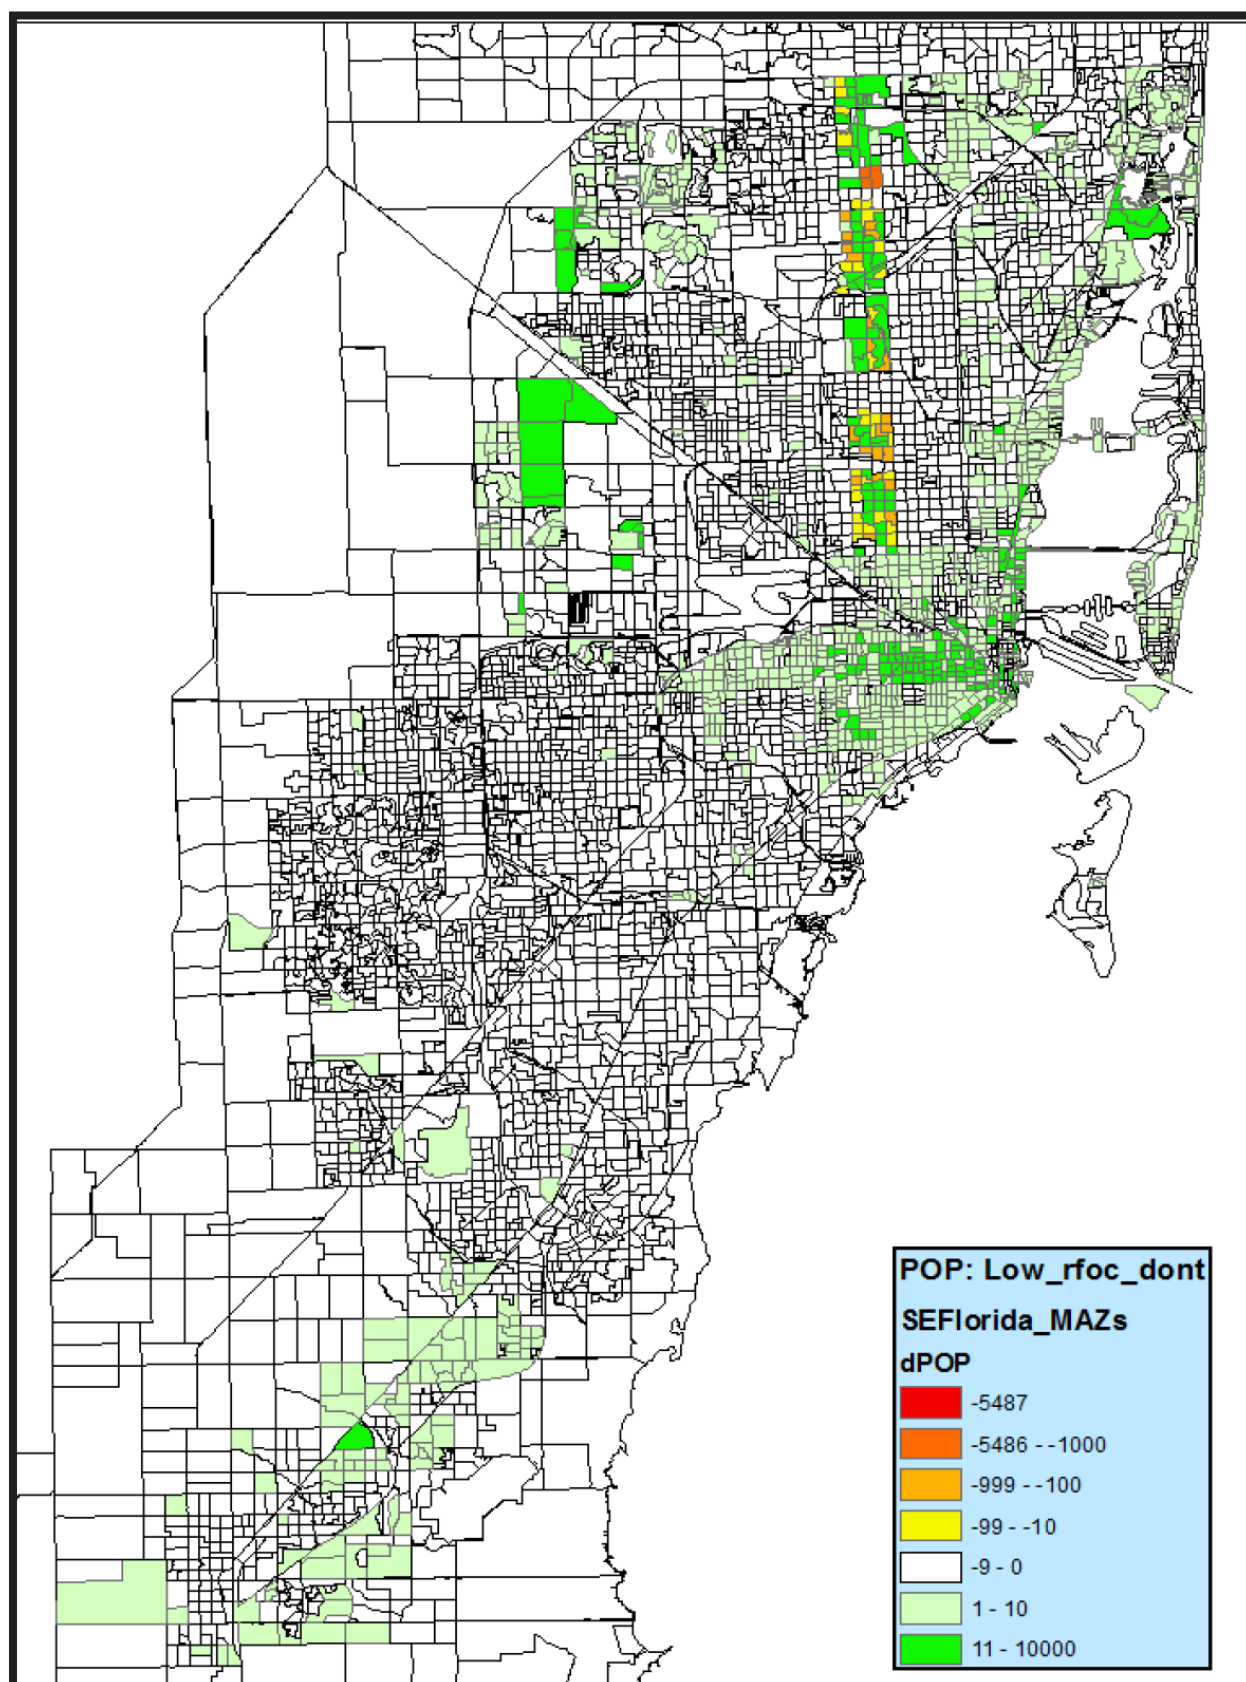 POP: Low_rfoc_dont
SEFlorida_MAZs
dPOP
-5487
-5486 - -1000
-999 - -100
-99 - -10
-9 - 0
1 - 10
11 - 10000